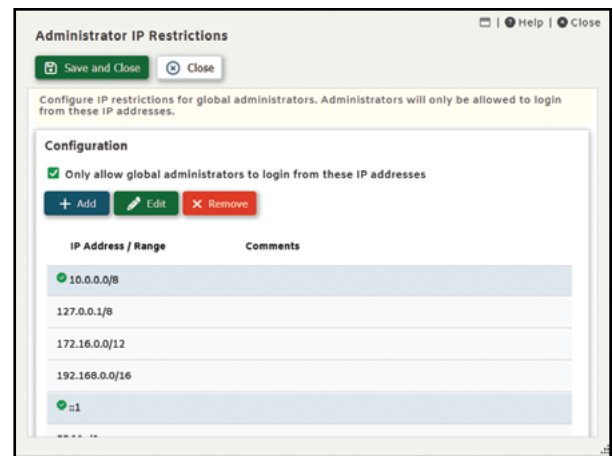 Help | Close
Administrator IP Restrictions
Save and Close Close
Configure IP restrictions for global administrators. Administrators will only be allowed to login
from these IP addresses.
Configuration
Only allow global administrators to login from these IP addresses
+ Add Edit Remove
IP Address / Range Comments
10.0.0.0/8
127.0.0.1/8
172.16.0.0/12
192.168.0.0/16
::1